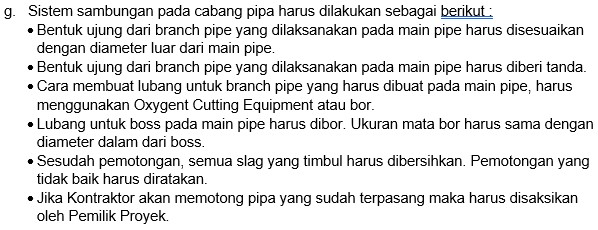 g. Sistem sambungan pada cabang pipa harus dilakukan sebagai berikut :
• Bentuk ujung dari branch pipe yang dilaksanakan pada main pipe harus disesuaikan
dengan diameter luar dari main pipe.
• Bentuk ujung dari branch pipe yang dilaksanakan pada main pipe harus diberi tanda.
• Cara membuat lubang untuk branch pipe yang harus dibuat pada main pipe, harus
menggunakan Oxygent Cutting Equipment atau bor.
• Lubang untuk boss pada main pipe harus dibor. Ukuran mata bor harus sama dengan
diameter dalam dari boss.
• Sesudah pemotongan, semua slag yang timbul harus dibersihkan. Pemotongan yang
tidak baik harus diratakan.
• Jika Kontraktor akan memotong pipa yang sudah terpasang maka harus disaksikan
oleh Pemilik Proyek.